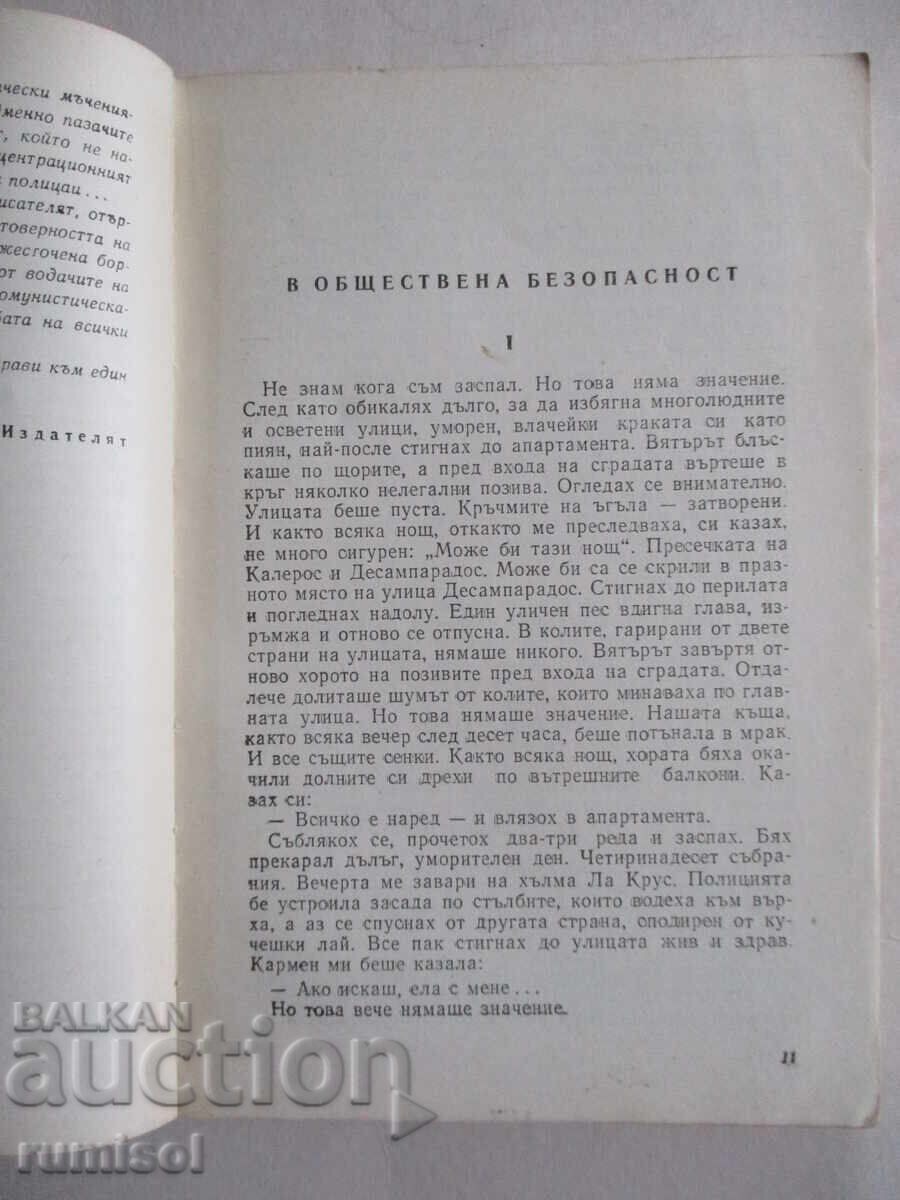 чески мъчения-
менно пазачите
, който не на-
центрационният
полицаи...
исателят, отър-
товерността на
жесгочена бор-
от водачите на
омунистическа-
бата на всички
рави към един
Издателят
В ОБЩЕСТВЕНА БЕЗОПАСНОСТ
I
Не знам кога съм заспал. Но това няма значение.
След като обикалях дълго, за да избягна многолюдните
и осветени улици, уморен, влачейки краката си като
пиян, най-после стигнах до апартамента. Вятърът блъс-
каше по щорите, а пред входа на сградата въртеше в
кръг няколко нелегални позива. Огледах се внимателно.
Улицата беше пуста. Кръчмите на ъгъла — затворени.
И както всяка нощ, откакто ме преследваха, си казах,
не много сигурен: „Може би тази нощ“. Пресечката на
Калерос и Десампарадос. Може би са се скрили в праз-
ното място на улица Десампарадос. Стигнах до перилата
и погледнах надолу. Един уличен пес вдигна глава, из-
ръмжа и отново се отпусна. В колите, гарирани от двете
страни на улицата, нямаше никого. Вятърът завъртя от-
ново хорото на позивите пред входа на сградата. Отда-
лече долиташе шумът от колите, които минаваха по глав-
ната улица. Но това нямаше значение. Нашата къща,
както всяка вечер след десет часа, беше потънала в мрак.
И все същите сенки. Както всяка нощ, хората бяха ока-
чили долните си дрехи по вътрешните балкони. Ка-
зах си:
— Всичко е наред — и влязох в апартамента.
Съблякох се, прочетох два-три реда и заспах. Бях
прекарал дълъг, уморителен ден. Четиринадесет събра-
ния. Вечерта ме завари на хълма Ла Крус. Полицията
бе устроила засада по стълбите, които водеха към вър-
ха, а аз се спуснах от другата страна, сподирен от ку-
чешки лай. Все пак стигнах до улицата жив и здрав.
Кармен ми беше казала:
— Ако искаш, ела с мене...
Но това вече нямаше значение.
11
BALKAN
auction
rumisol